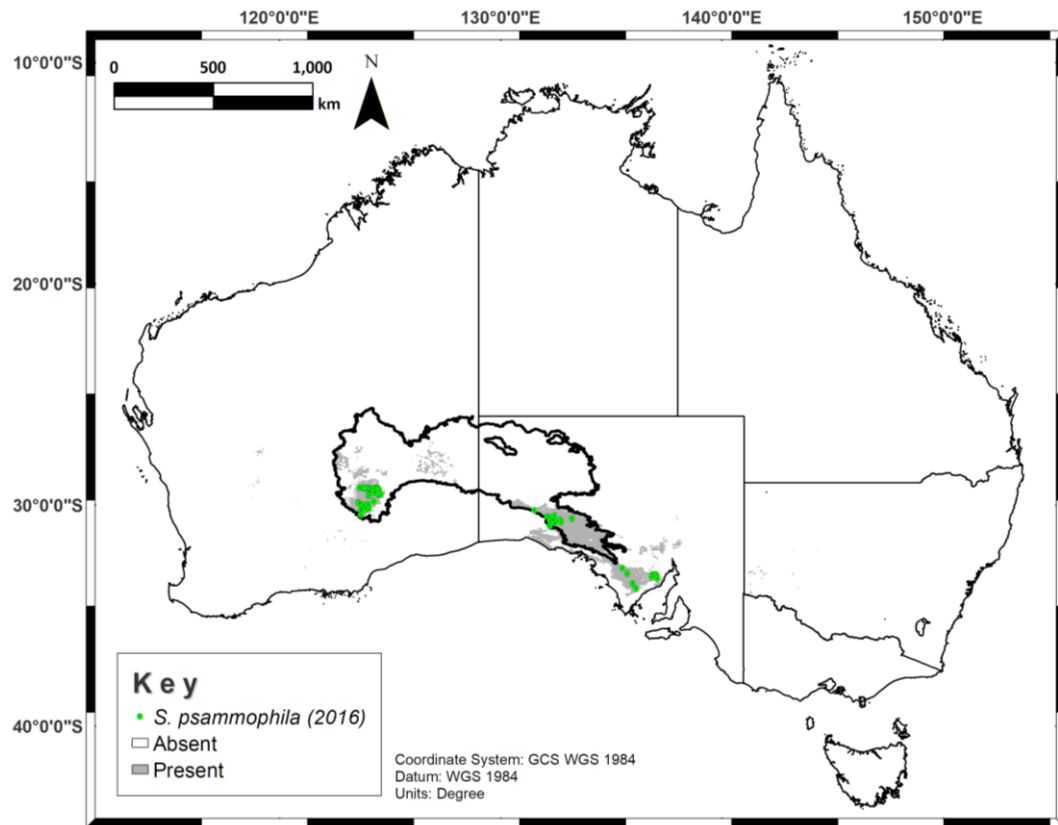 120°0'0"E 130°0'0"E 140°0'0"E 150°0'0"E
10°0'0"S
0 500 1,000
km
N
20°0'0"S
30°0'0"S
40°0'0"S
Key
S. psammophila (2016)
Absent
Present
Coordinate System: GCS WGS 1984
Datum: WGS 1984
Units: Degree